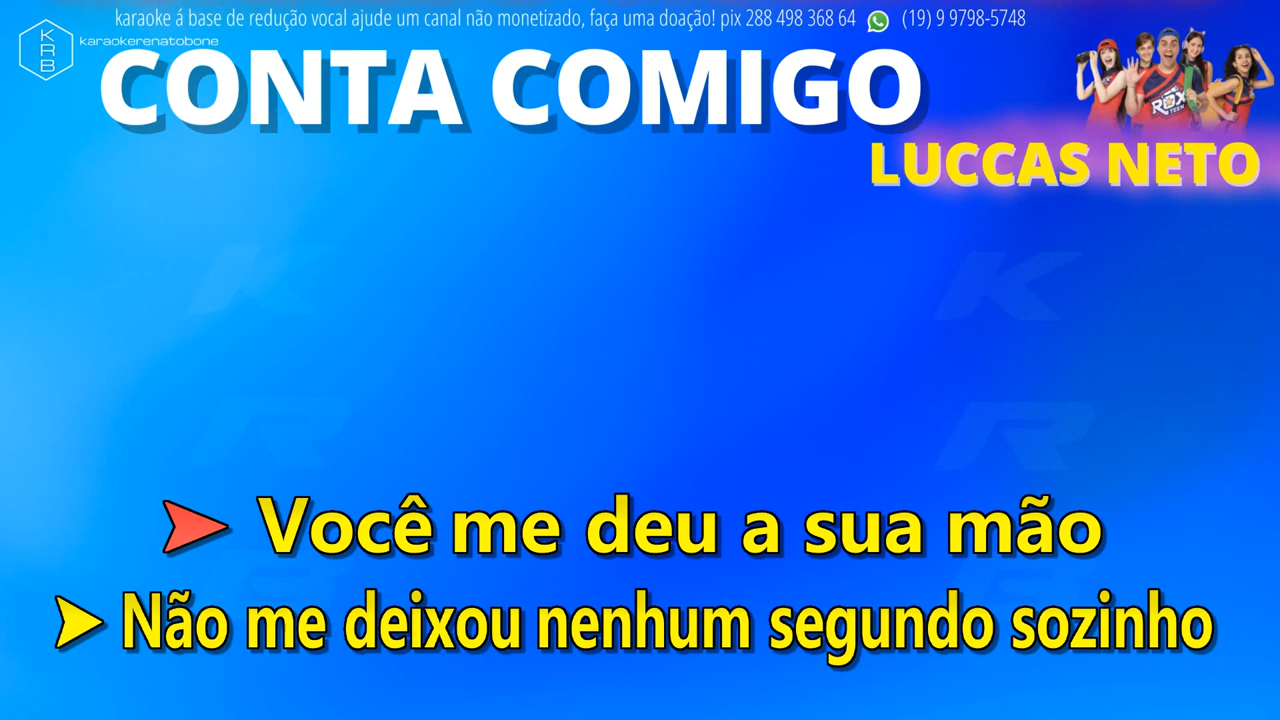 karaoke á base de redução vocal ajude um canal não monetizado, faça uma doação! pix 288 498 368 64 (19) 9 9798-5748
K
R
B
karaokerenatobone
CONTA COMIGO
ROX
TEEN
LUCCAS NETO
K K
R R
B B
Você me deu a sua mão
Não me deixou nenhum segundo sozinho